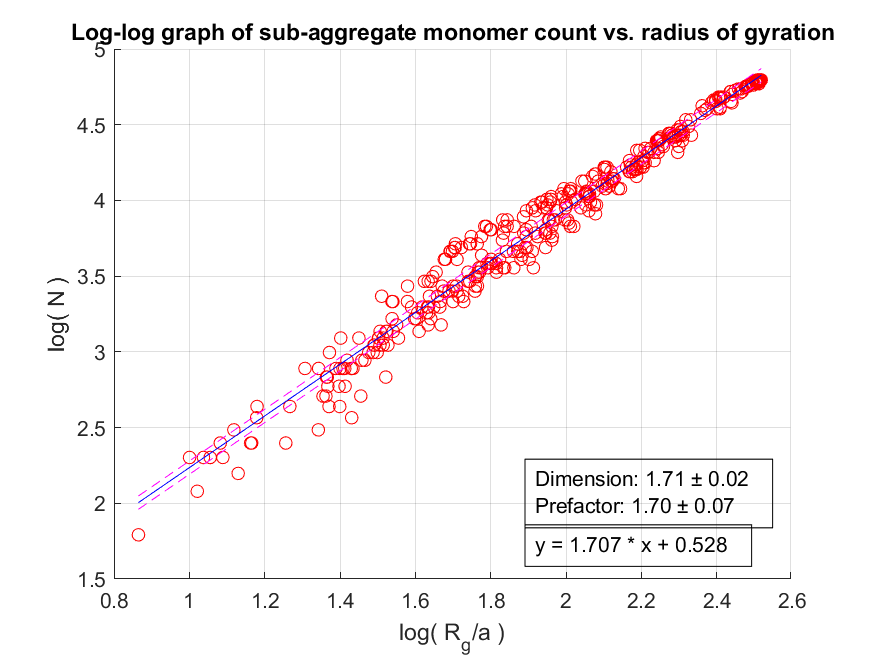 Log-log graph of sub-aggregate monomer count vs. radius of gyration
5
4.5
4
3.5
3
2.5
2
1.5
log( N )
Dimension: 1.71 ± 0.02
Prefactor: 1.70 ± 0.07
y = 1.707 * x + 0.528
0.8 1 1.2 1.4 1.6 1.8 2 2.2 2.4 2.6
log( R_g/a )